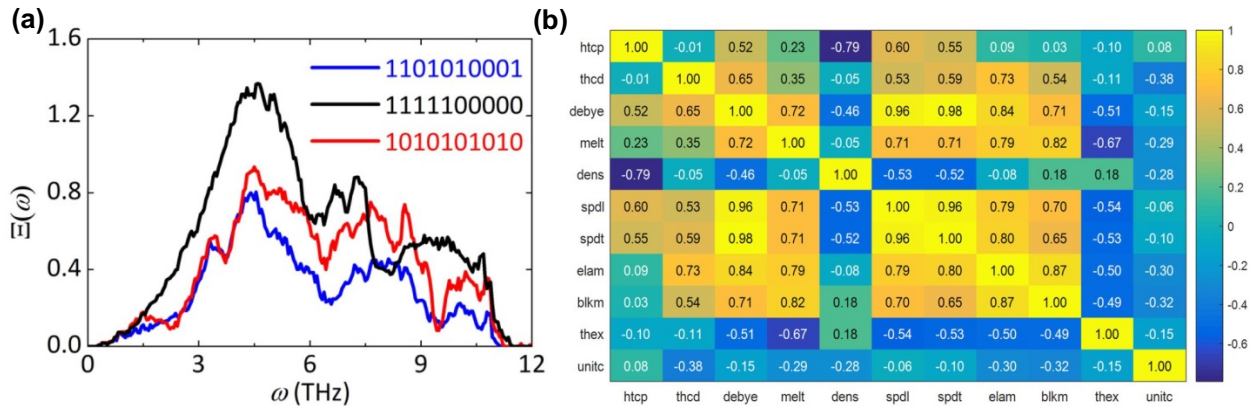 (a)
1.6
1.2
0.8
0.4
0.0
Ξ(ω)
1101010001
1111100000
1010101010
0 3 6 9 12
ω (THz)
(b)
htcp 1.00 -0.01 0.52 0.23 -0.79 0.60 0.55 0.09 0.03 -0.10 0.08
thcd -0.01 1.00 0.65 0.35 -0.05 0.53 0.59 0.73 0.54 -0.11 -0.38
debye 0.52 0.65 1.00 0.72 -0.46 0.96 0.98 0.84 0.71 -0.51 -0.15
melt 0.23 0.35 0.72 1.00 -0.05 0.71 0.71 0.79 0.82 -0.67 -0.29
dens -0.79 -0.05 -0.46 -0.05 1.00 -0.53 -0.52 -0.08 0.18 0.18 -0.28
spdl 0.60 0.53 0.96 0.71 -0.53 1.00 0.96 0.79 0.70 -0.54 -0.06
spdt 0.55 0.59 0.98 0.71 -0.52 0.96 1.00 0.80 0.65 -0.53 -0.10
elam 0.09 0.73 0.84 0.79 -0.08 0.79 0.80 1.00 0.87 -0.50 -0.30
blkm 0.03 0.54 0.71 0.82 0.18 0.70 0.65 0.87 1.00 -0.49 -0.32
thex -0.10 -0.11 -0.51 -0.67 0.18 -0.54 -0.53 -0.50 -0.49 1.00 -0.15
unitc 0.08 -0.38 -0.15 -0.29 -0.28 -0.06 -0.10 -0.30 -0.32 -0.15 1.00
htcp thcd debye melt dens spdl spdt elam blkm thex unitc
1
0.8
0.6
0.4
0.2
0
-0.2
-0.4
-0.6